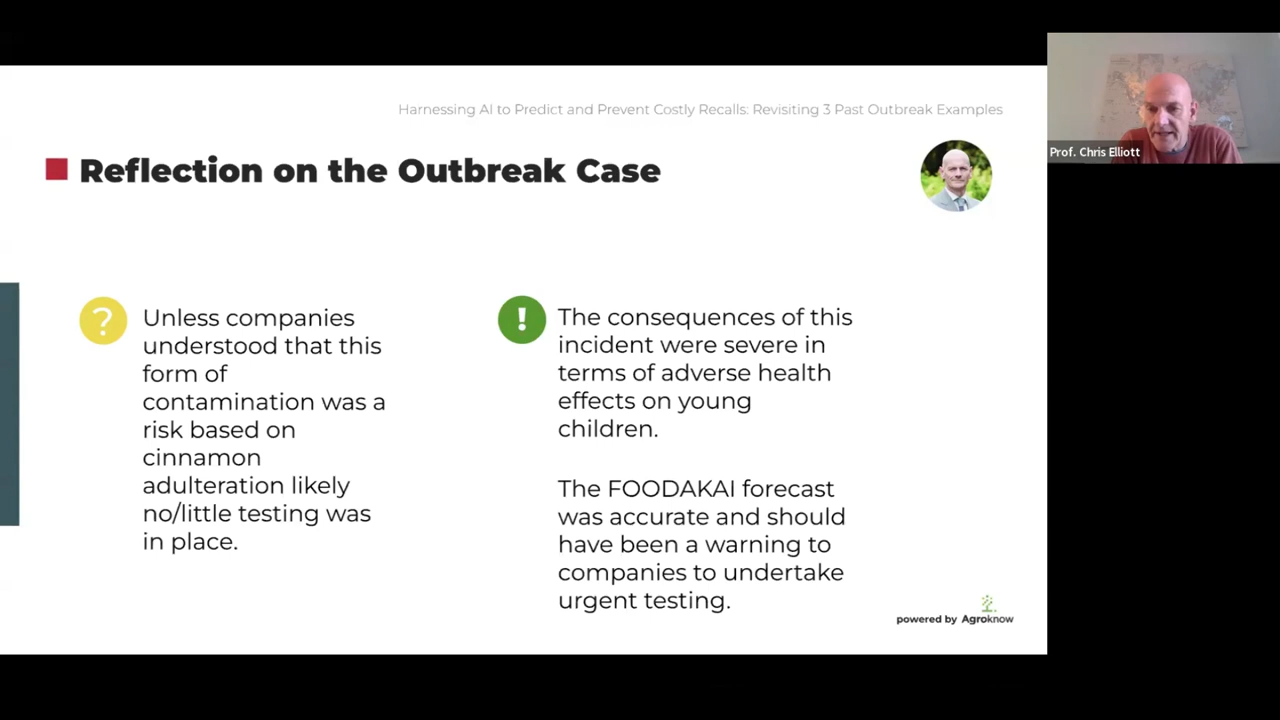 Harnessing AI to Predict and Prevent Costly Recalls: Revisiting 3 Past Outbreak Examples
Prof. Chris Elliott
Reflection on the Outbreak Case
?
Unless companies
understood that this
form of
contamination was a
risk based on
cinnamon
adulteration likely
no/little testing was
in place.
!
The consequences of this
incident were severe in
terms of adverse health
effects on young
children.
The FOODAKAI forecast
was accurate and should
have been a warning to
companies to undertake
urgent testing.
powered by Agroknow